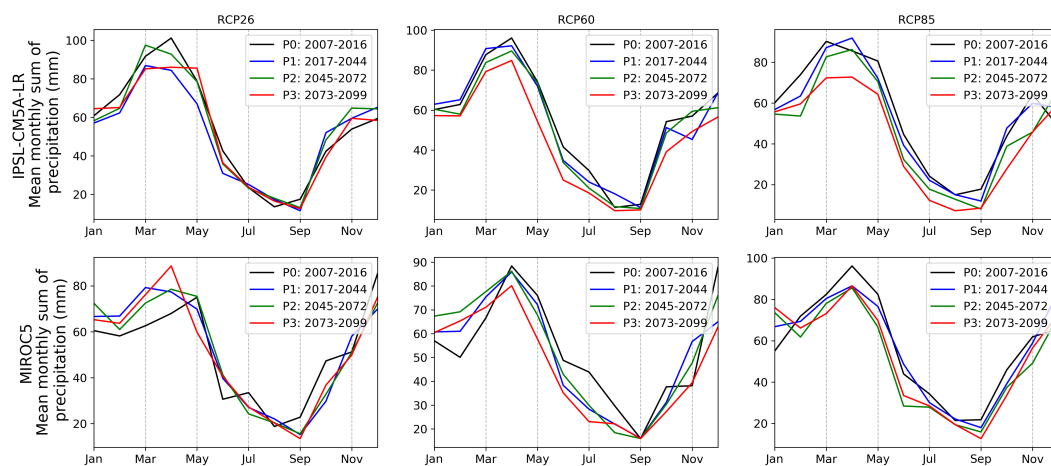 RCP26
RCP60
RCP85
IPSL-CM5A-LR
Mean monthly sum of
precipitation (mm)
100
80
60
40
20
Jan Mar May Jul Sep Nov
P0: 2007-2016
P1: 2017-2044
P2: 2045-2072
P3: 2073-2099
100
80
60
40
20
0
Jan Mar May Jul Sep Nov
P0: 2007-2016
P1: 2017-2044
P2: 2045-2072
P3: 2073-2099
80
60
40
20
Jan Mar May Jul Sep Nov
P0: 2007-2016
P1: 2017-2044
P2: 2045-2072
P3: 2073-2099
MIROC5
Mean monthly sum of
precipitation (mm)
80
60
40
20
Jan Mar May Jul Sep Nov
P0: 2007-2016
P1: 2017-2044
P2: 2045-2072
P3: 2073-2099
90
80
70
60
50
40
30
20
Jan Mar May Jul Sep Nov
P0: 2007-2016
P1: 2017-2044
P2: 2045-2072
P3: 2073-2099
100
80
60
40
20
Jan Mar May Jul Sep Nov
P0: 2007-2016
P1: 2017-2044
P2: 2045-2072
P3: 2073-2099